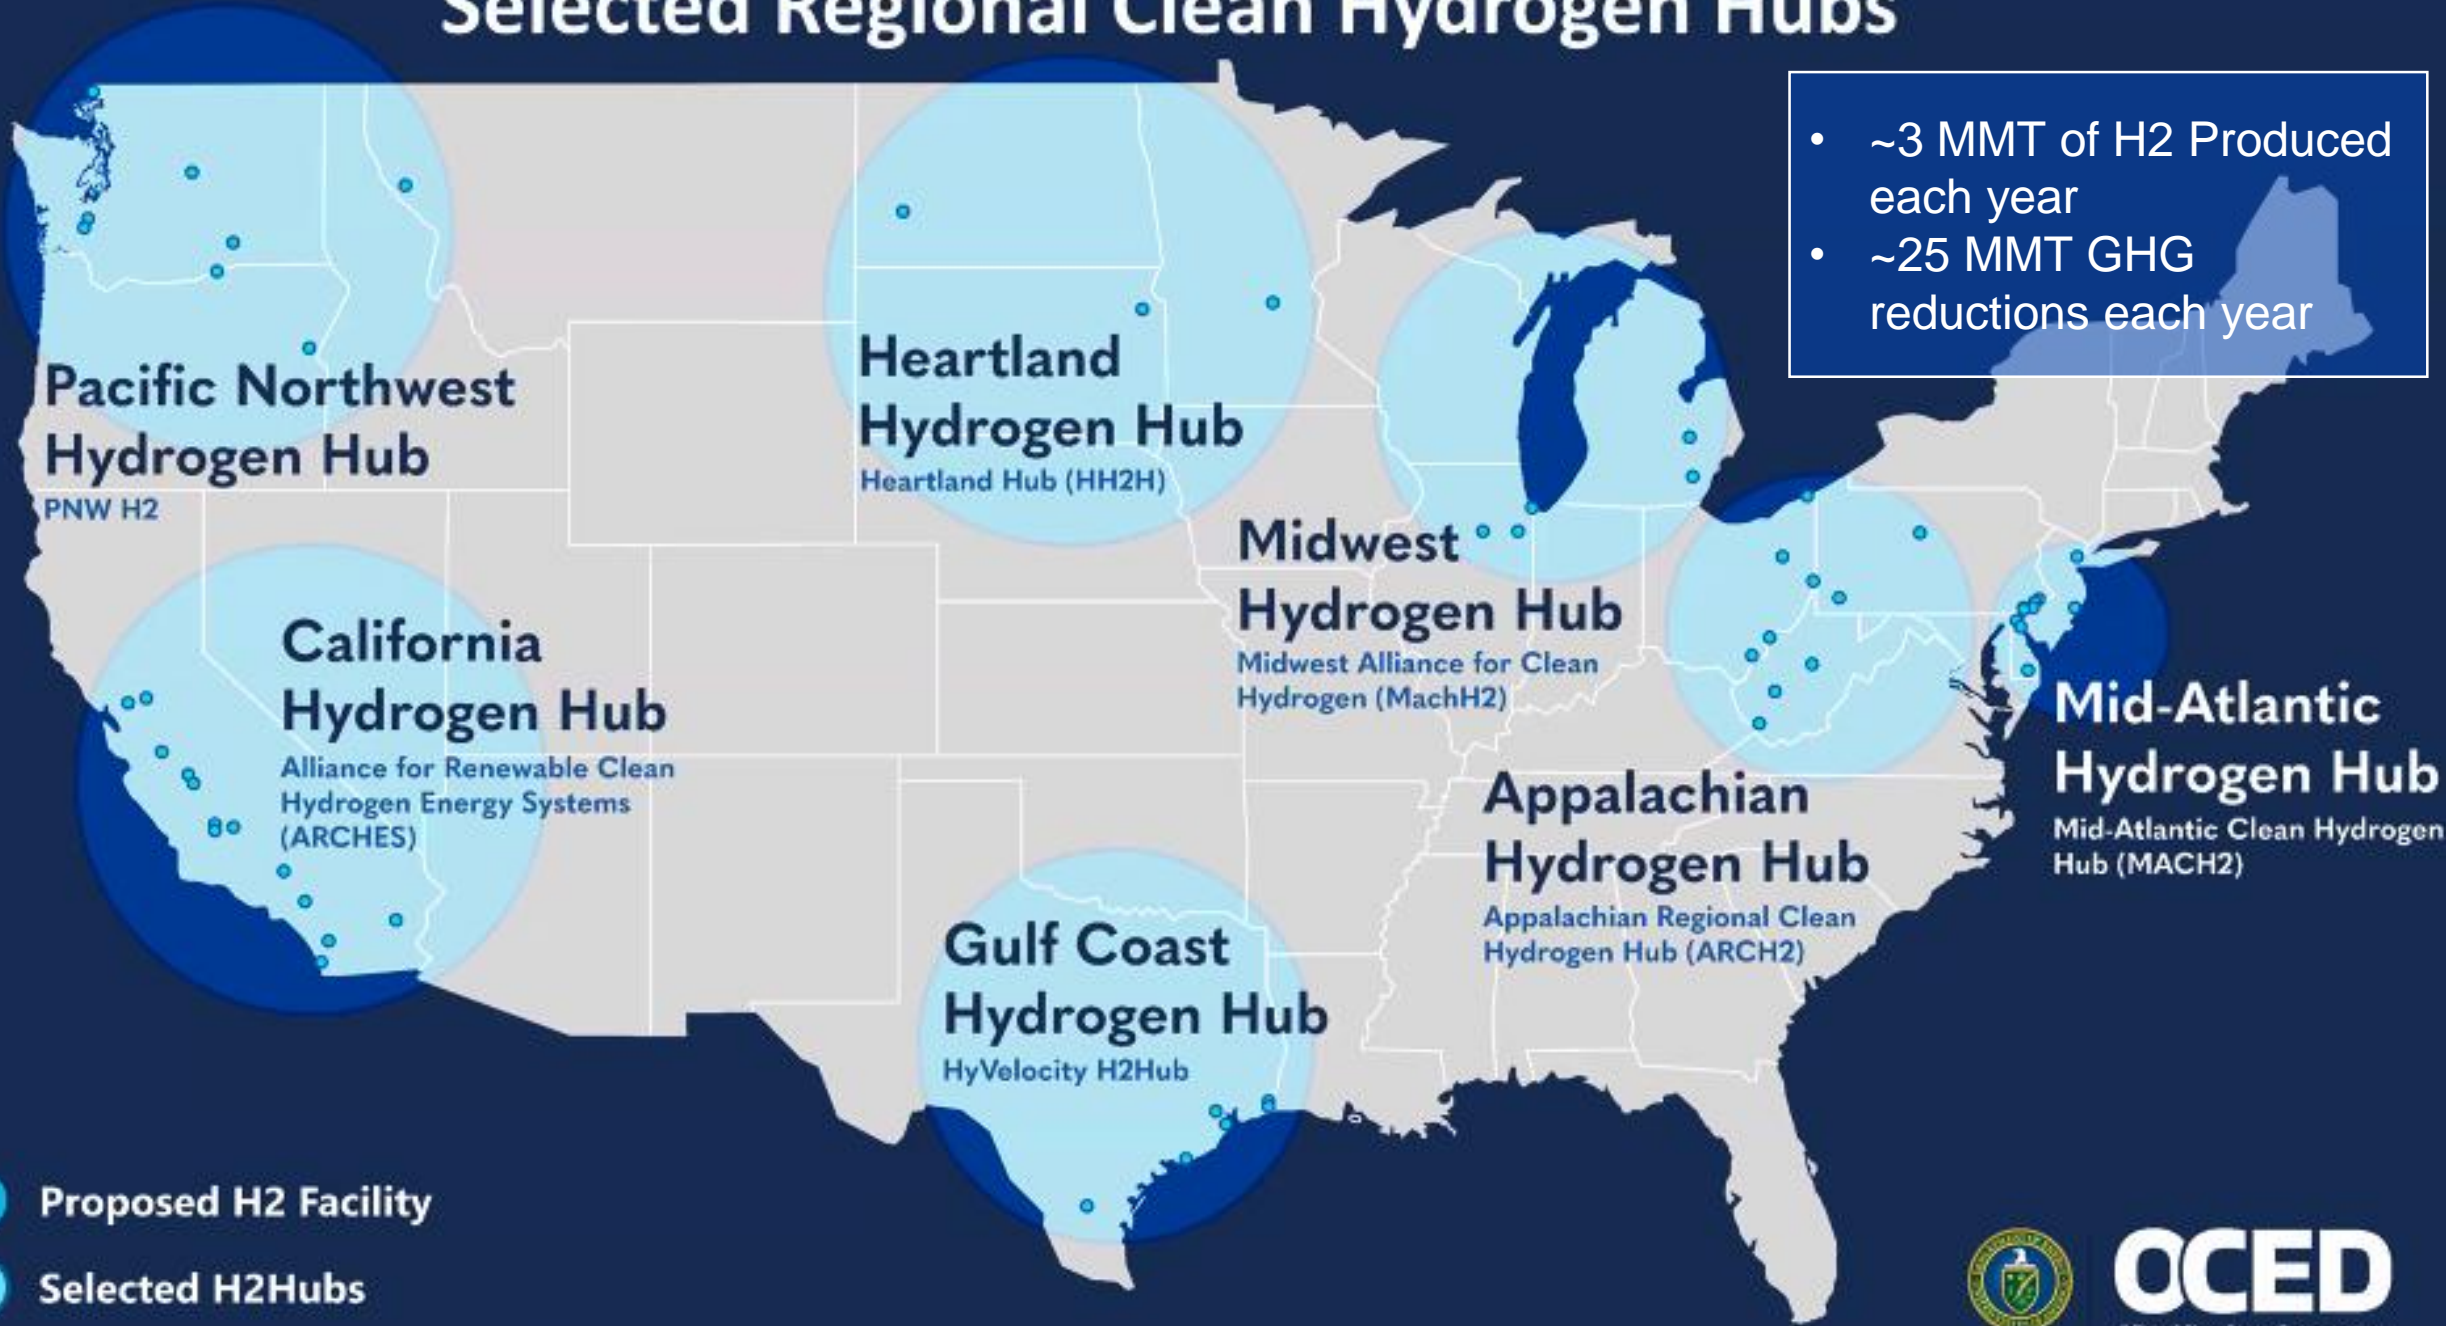 Selected Regional Clean Hydrogen Hubs
• ~3 MMT of H2 Produced
each year
• ~25 MMT GHG
reductions each year
Pacific Northwest
Hydrogen Hub
PNW H2
Heartland
Hydrogen Hub
Heartland Hub (HH2H)
Midwest
Hydrogen Hub
Midwest Alliance for Clean
Hydrogen (MachH2)
California
Hydrogen Hub
Alliance for Renewable Clean
Hydrogen Energy Systems
(ARCHES)
Mid-Atlantic
Hydrogen Hub
Mid-Atlantic Clean Hydrogen
Hub (MACH2)
Appalachian
Hydrogen Hub
Appalachian Regional Clean
Hydrogen Hub (ARCH2)
Gulf Coast
Hydrogen Hub
HyVelocity H2Hub
Proposed H2 Facility
Selected H2Hubs
OCED